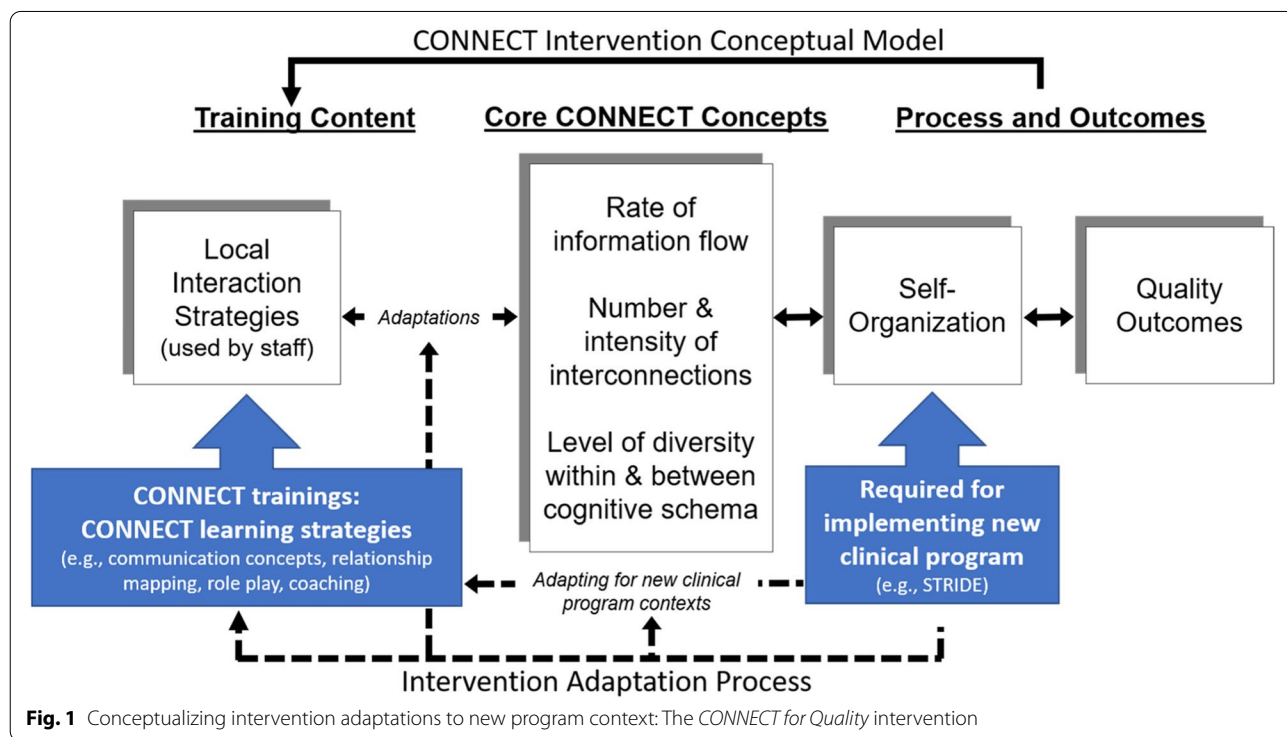 CONNECT Intervention Conceptual Model
Training Content
Core CONNECT Concepts
Process and Outcomes
Local
Interaction
Strategies
(used by staff)
Adaptations
Rate of
information flow
Number &
intensity of
interconnections
Level of diversity
within & between
cognitive schema
Self-
Organization
Quality
Outcomes
CONNECT trainings:
CONNECT learning strategies
(e.g., communication concepts, relationship
mapping, role play, coaching)
Adapting for new clinical
program contexts
Required for
implementing new
clinical program
(e.g., STRIDE)
Intervention Adaptation Process
Fig. 1 Conceptualizing intervention adaptations to new program context: The CONNECT for Quality intervention